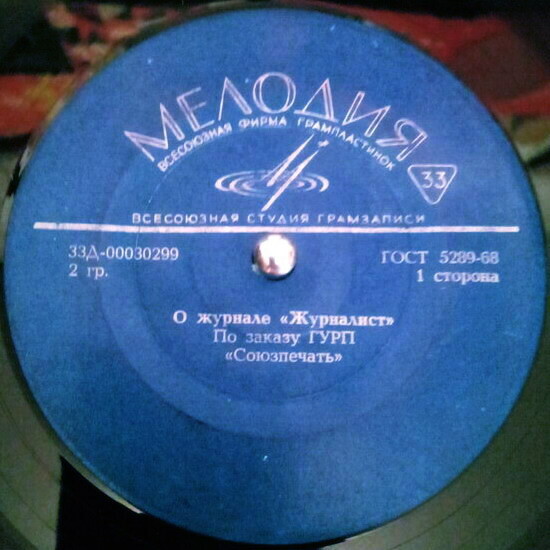 МЕЛОДИЯ
ВСЕСОЮЗНАЯ ФИРМА ГРАМПЛАСТИНОК
33
ВСЕСОЮЗНАЯ СТУДИЯ ГРАМЗАПИСИ
33Д-00030299
ГОСТ 5289-68
2 гр.
1 сторона
О журнале «Журналист»
По заказу ГУРП
«Союзпечать»